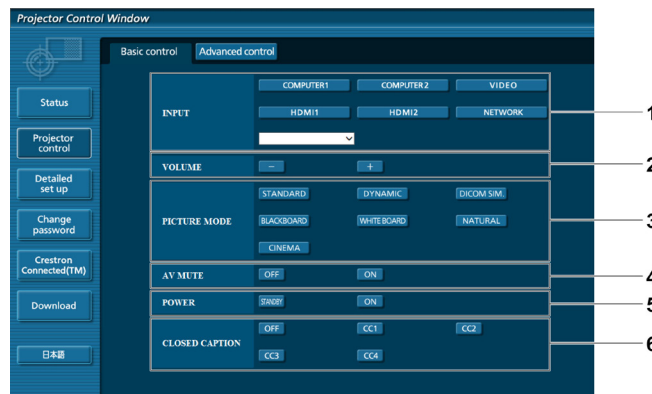 Projector Control Window
Basic control
Advanced control
Status
Projector control
Detailed set up
Change password
Crestron Connected(TM)
Download
日本語
INPUT
COMPUTER1 COMPUTER2 VIDEO
HDMI1 HDMI2 NETWORK
1
VOLUME - +
2
PICTURE MODE
STANDARD DYNAMIC DICOM SIM.
BLACKBOARD WHITE BOARD NATURAL
CINEMA
3
AV MUTE OFF ON
4
POWER STANDBY ON
5
CLOSED CAPTION
OFF CC1 CC2
CC3 CC4
6